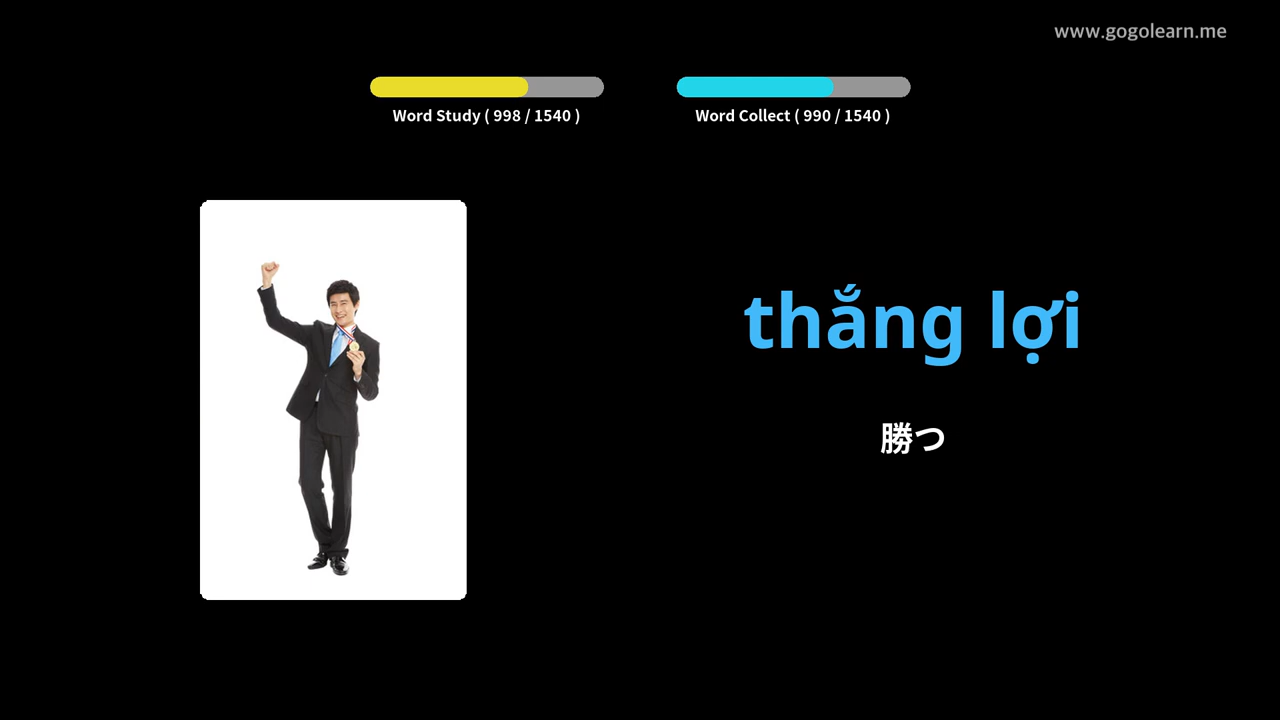 www.gogolearn.me
Word Study ( 998 / 1540 )
Word Collect ( 990 / 1540 )
thắng lợi
勝つ